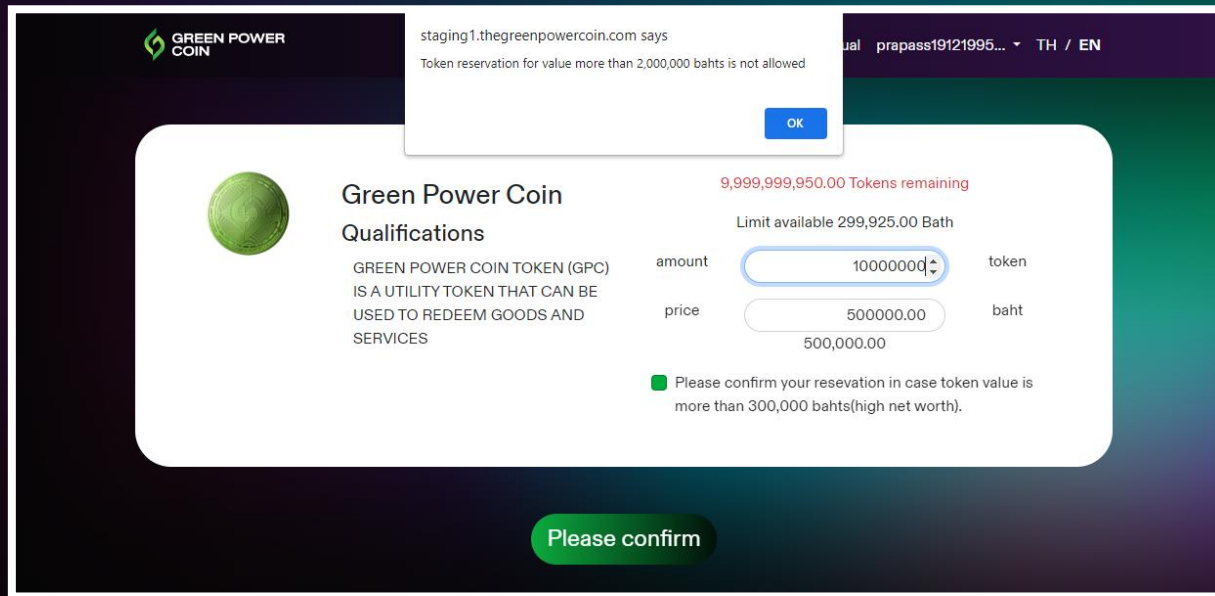 GREEN POWER
COIN
staging1.thegreenpowercoin.com says
Token reservation for value more than 2,000,000 bahts is not allowed
OK
prapass19121995... TH / EN
Green Power Coin
Qualifications
GREEN POWER COIN TOKEN (GPC)
IS A UTILITY TOKEN THAT CAN BE
USED TO REDEEM GOODS AND
SERVICES
9,999,999,950.00 Tokens remaining
Limit available 299,925.00 Bath
amount 10000000 token
price 500000.00 baht
500,000.00
Please confirm your resevation in case token value is
more than 300,000 bahts(high net worth).
Please confirm